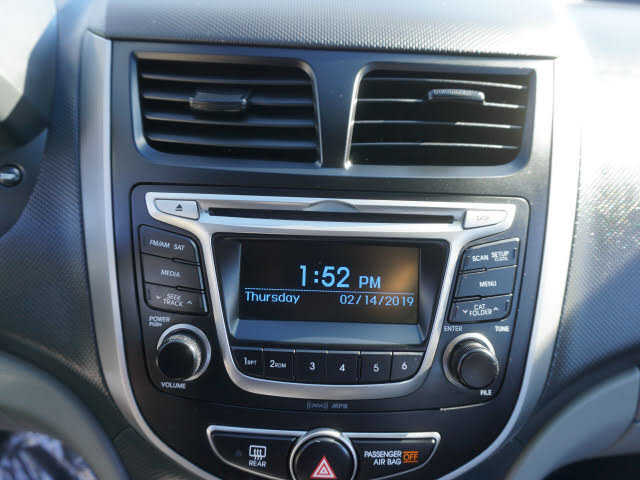 FM/AM SAT
MEDIA
SEEK
TRACK
POWER
PUSH
VOLUME
1:52 PM
Thursday 02/14/2019
1RPT 2RDM 3 4 5 6
SCAN SETUP
CLOCK
MENU
CAT
FOLDER
ENTER TUNE
FILE
REAR
PASSENGER OFF
AIR BAG